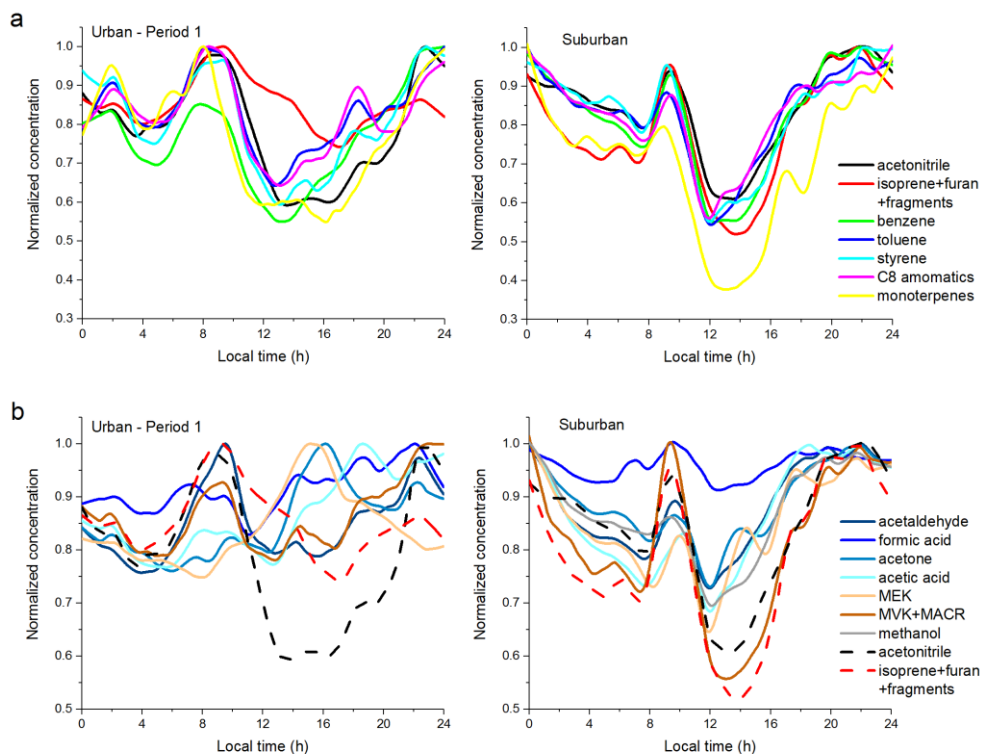 a
Urban - Period 1
Suburban
Normalized concentration
1.0
0.9
0.8
0.7
0.6
0.5
0.4
0.3
0 4 8 12 16 20 24
Local time (h)
Normalized concentration
1.0
0.9
0.8
0.7
0.6
0.5
0.4
0.3
0 4 8 12 16 20 24
Local time (h)
acetonitrile
isoprene+furan
+fragments
benzene
toluene
styrene
C8 amomatics
monoterpenes
b
Urban - Period 1
Suburban
Normalized concentration
1.0
0.9
0.8
0.7
0.6
0.5
0 4 8 12 16 20 24
Local time (h)
Normalized concentration
1.0
0.9
0.8
0.7
0.6
0.5
0 4 8 12 16 20 24
Local time (h)
acetaldehyde
formic acid
acetone
acetic acid
MEK
MVK+MACR
methanol
acetonitrile
isoprene+furan
+fragments